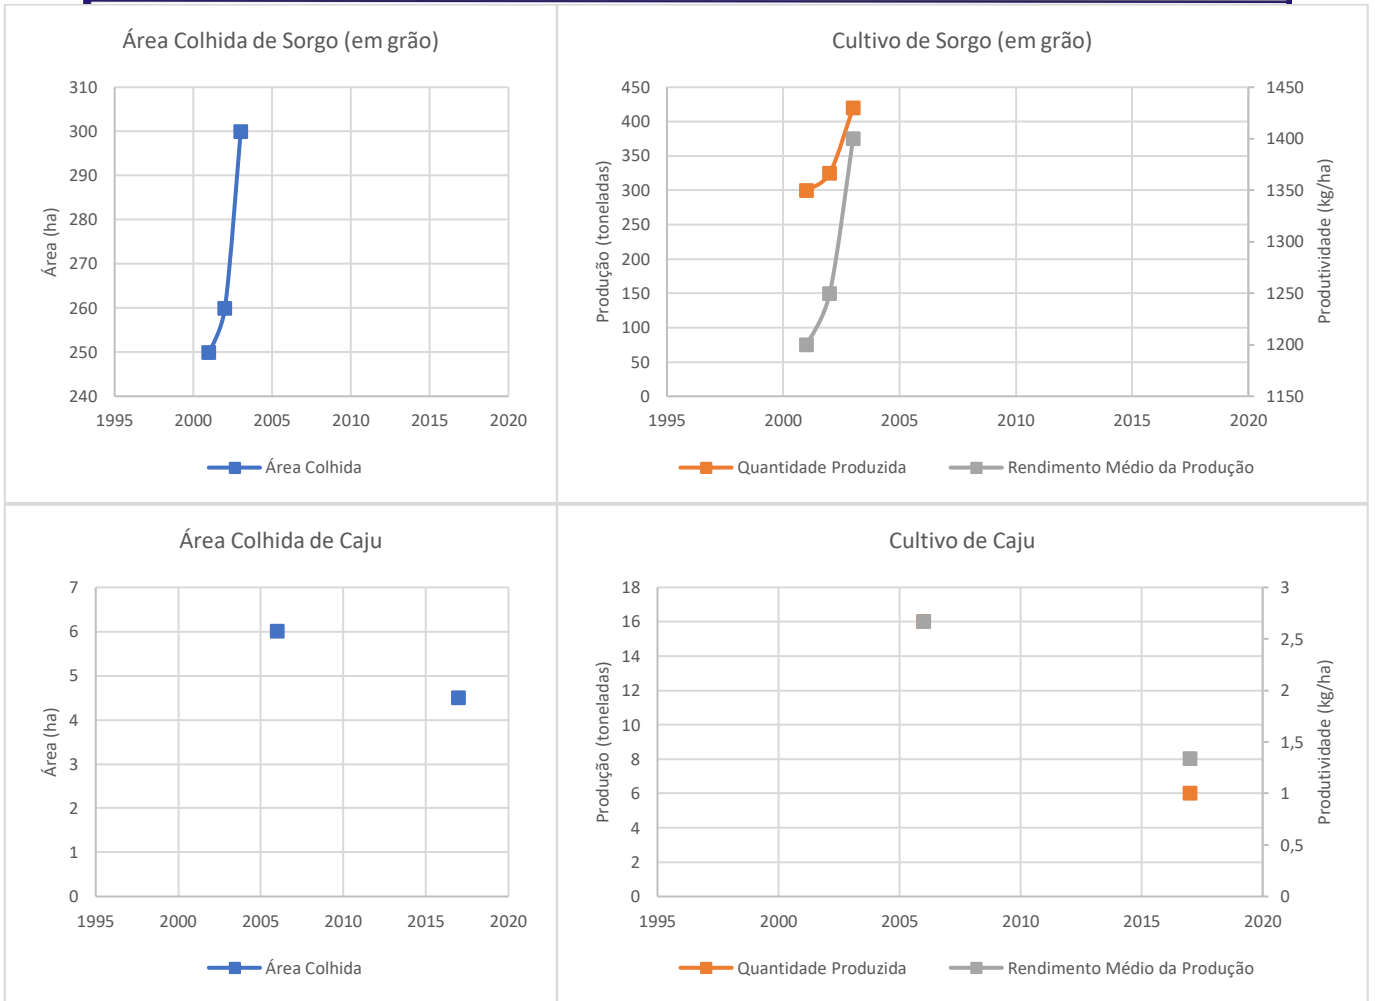 Área Colhida de Sorgo (em grão)
310
300
290
280
270
260
250
240
Área (ha)
1995 2000 2005 2010 2015 2020
Área Colhida
Cultivo de Sorgo (em grão)
450
400
350
300
250
200
150
100
50
0
Produção (toneladas)
1450
1400
1350
1300
1250
1200
1150
Produtividade (kg/ha)
1995 2000 2005 2010 2015 2020
Quantidade Produzida Rendimento Médio da Produção
Área Colhida de Caju
7
6
5
4
3
2
1
0
Área (ha)
1995 2000 2005 2010 2015 2020
Área Colhida
Cultivo de Caju
18
16
14
12
10
8
6
4
2
0
Produção (toneladas)
3
2,5
2
1,5
1
0,5
0
Produtividade (kg/ha)
1995 2000 2005 2010 2015 2020
Quantidade Produzida Rendimento Médio da Produção